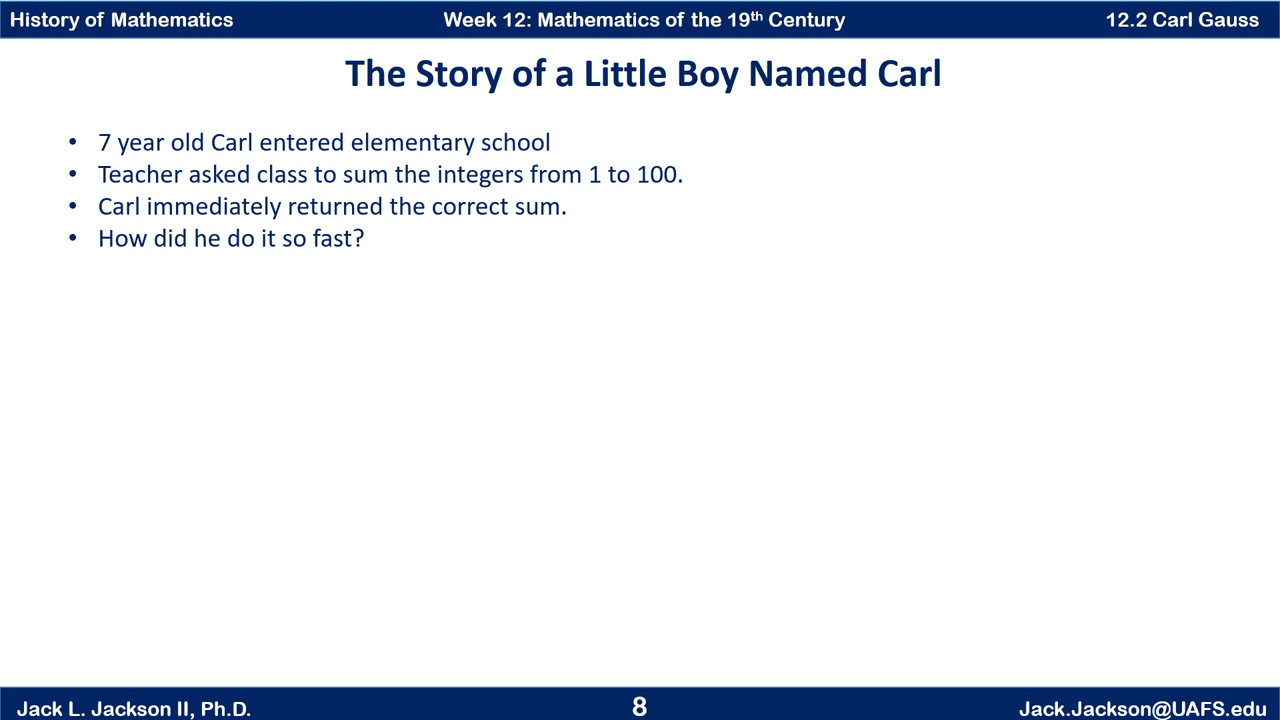 History of Mathematics
Week 12: Mathematics of the 19th Century
12.2 Carl Gauss
The Story of a Little Boy Named Carl
• 7 year old Carl entered elementary school
• Teacher asked class to sum the integers from 1 to 100.
• Carl immediately returned the correct sum.
• How did he do it so fast?
Jack L. Jackson II, Ph.D.
8
Jack.Jackson@UAFS.edu